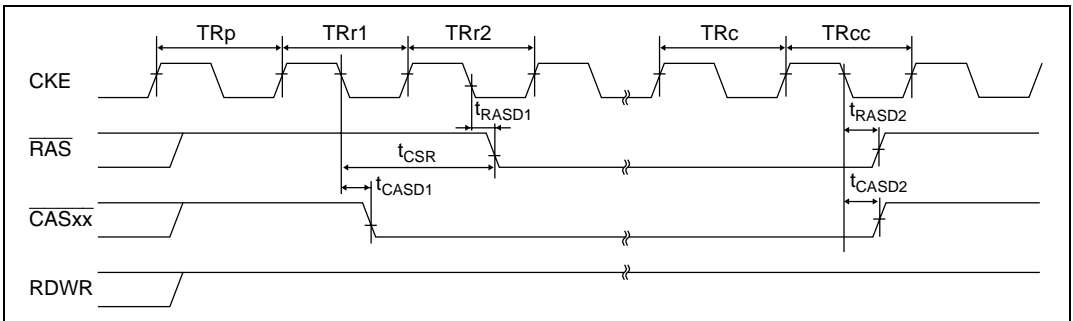 TRp TRr1 TRr2 TRc TRcc
CKE
tRASD1 tRASD2
RAS
tCSR
tCASD1 tCASD2
CASxx
RDWR